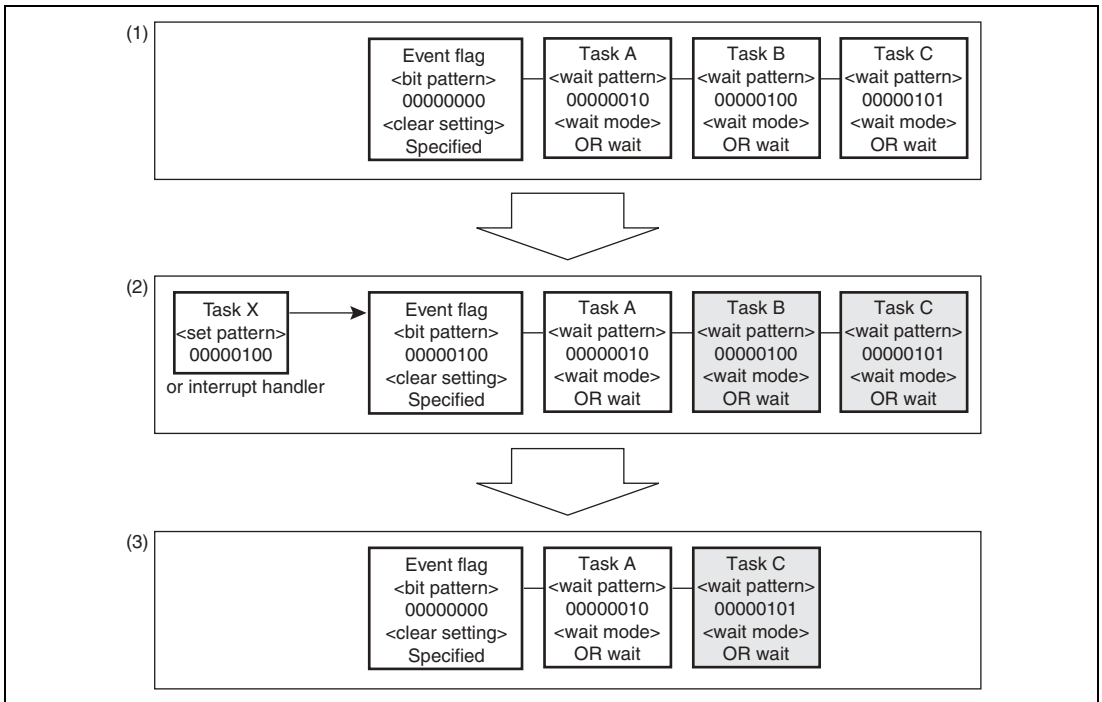 (1)
Event flag
<bit pattern>
00000000
<clear setting>
Specified
Task A
<wait pattern>
00000010
<wait mode>
OR wait
Task B
<wait pattern>
00000100
<wait mode>
OR wait
Task C
<wait pattern>
00000101
<wait mode>
OR wait
(2)
Task X
<set pattern>
00000100
or interrupt handler
Event flag
<bit pattern>
00000100
<clear setting>
Specified
Task A
<wait pattern>
00000010
<wait mode>
OR wait
Task B
<wait pattern>
00000100
<wait mode>
OR wait
Task C
<wait pattern>
00000101
<wait mode>
OR wait
(3)
Event flag
<bit pattern>
00000000
<clear setting>
Specified
Task A
<wait pattern>
00000010
<wait mode>
OR wait
Task C
<wait pattern>
00000101
<wait mode>
OR wait